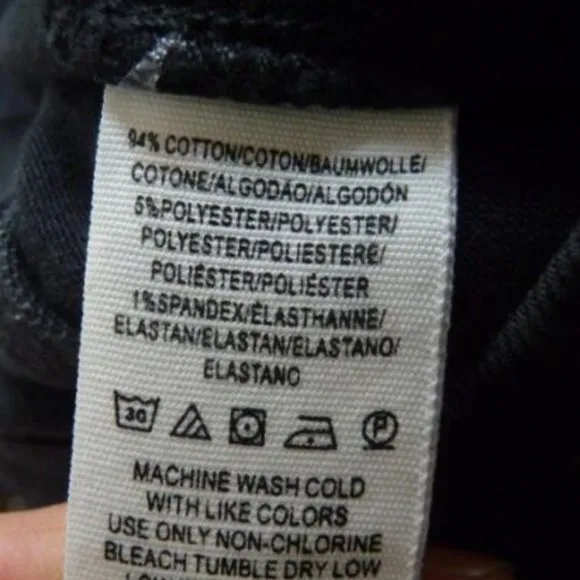 94% COTTON/COTON/BAUMWOLLE/
COTONE/ALGODÃO/ALGODÓN
5%POLYESTER/POLYESTER/
POLYESTER/POLIESTERE/
POLIÉSTER/POLIÉSTER
1%SPANDEX/ÉLASTHANNE/
ELASTAN/ELASTAN/ELASTANO/
ELASTANO
30 P
MACHINE WASH COLD
WITH LIKE COLORS
USE ONLY NON-CHLORINE
BLEACH TUMBLE DRY LOW